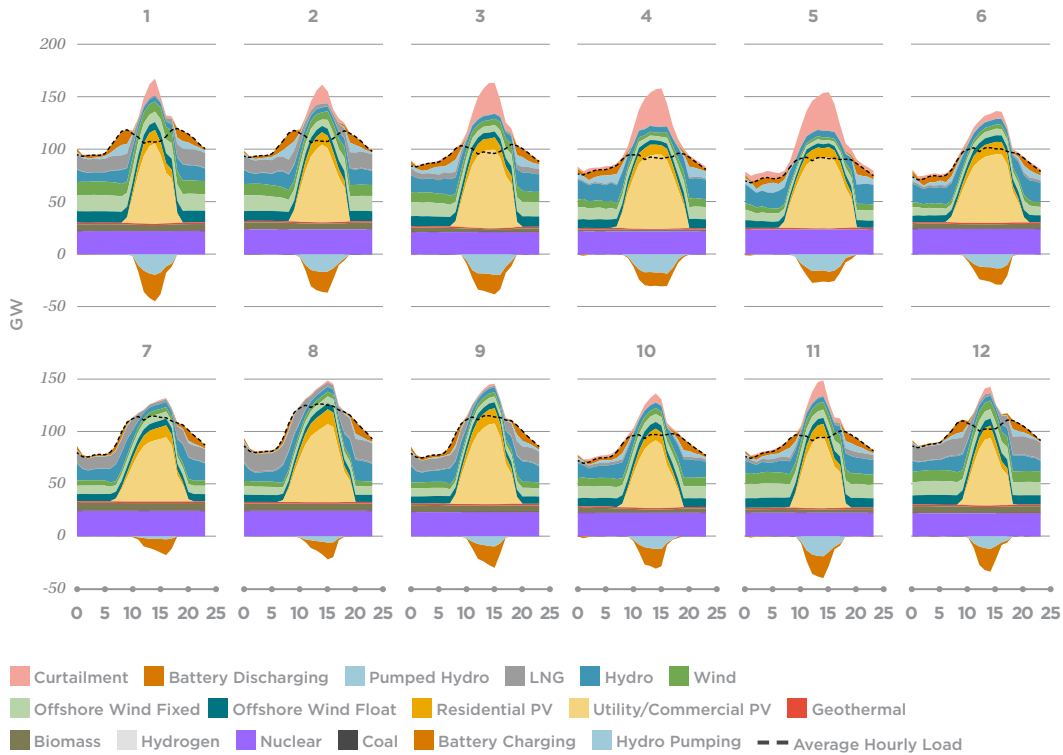 1 2 3 4 5 6
200
150
100
50
0
-50
GW
7 8 9 10 11 12
150
100
50
0
-50
0 5 10 15 20 25 0 5 10 15 20 25 0 5 10 15 20 25 0 5 10 15 20 25 0 5 10 15 20 25 0 5 10 15 20 25
Curtailment Battery Discharging Pumped Hydro LNG Hydro Wind
Offshore Wind Fixed Offshore Wind Float Residential PV Utility/Commercial PV Geothermal
Biomass Hydrogen Nuclear Coal Battery Charging Hydro Pumping Average Hourly Load